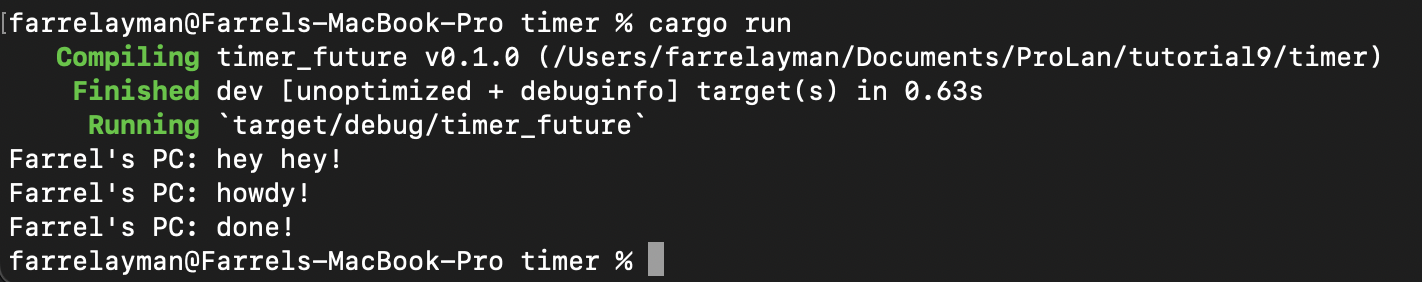 [farrelayman@Farrels-MacBook-Pro timer % cargo run
Compiling timer_future v0.1.0 (/Users/farrelayman/Documents/ProLan/tutorial9/timer)
Finished dev [unoptimized + debuginfo] target(s) in 0.63s
Running `target/debug/timer_future`
Farrel's PC: hey hey!
Farrel's PC: howdy!
Farrel's PC: done!
farrelayman@Farrels-MacBook-Pro timer %